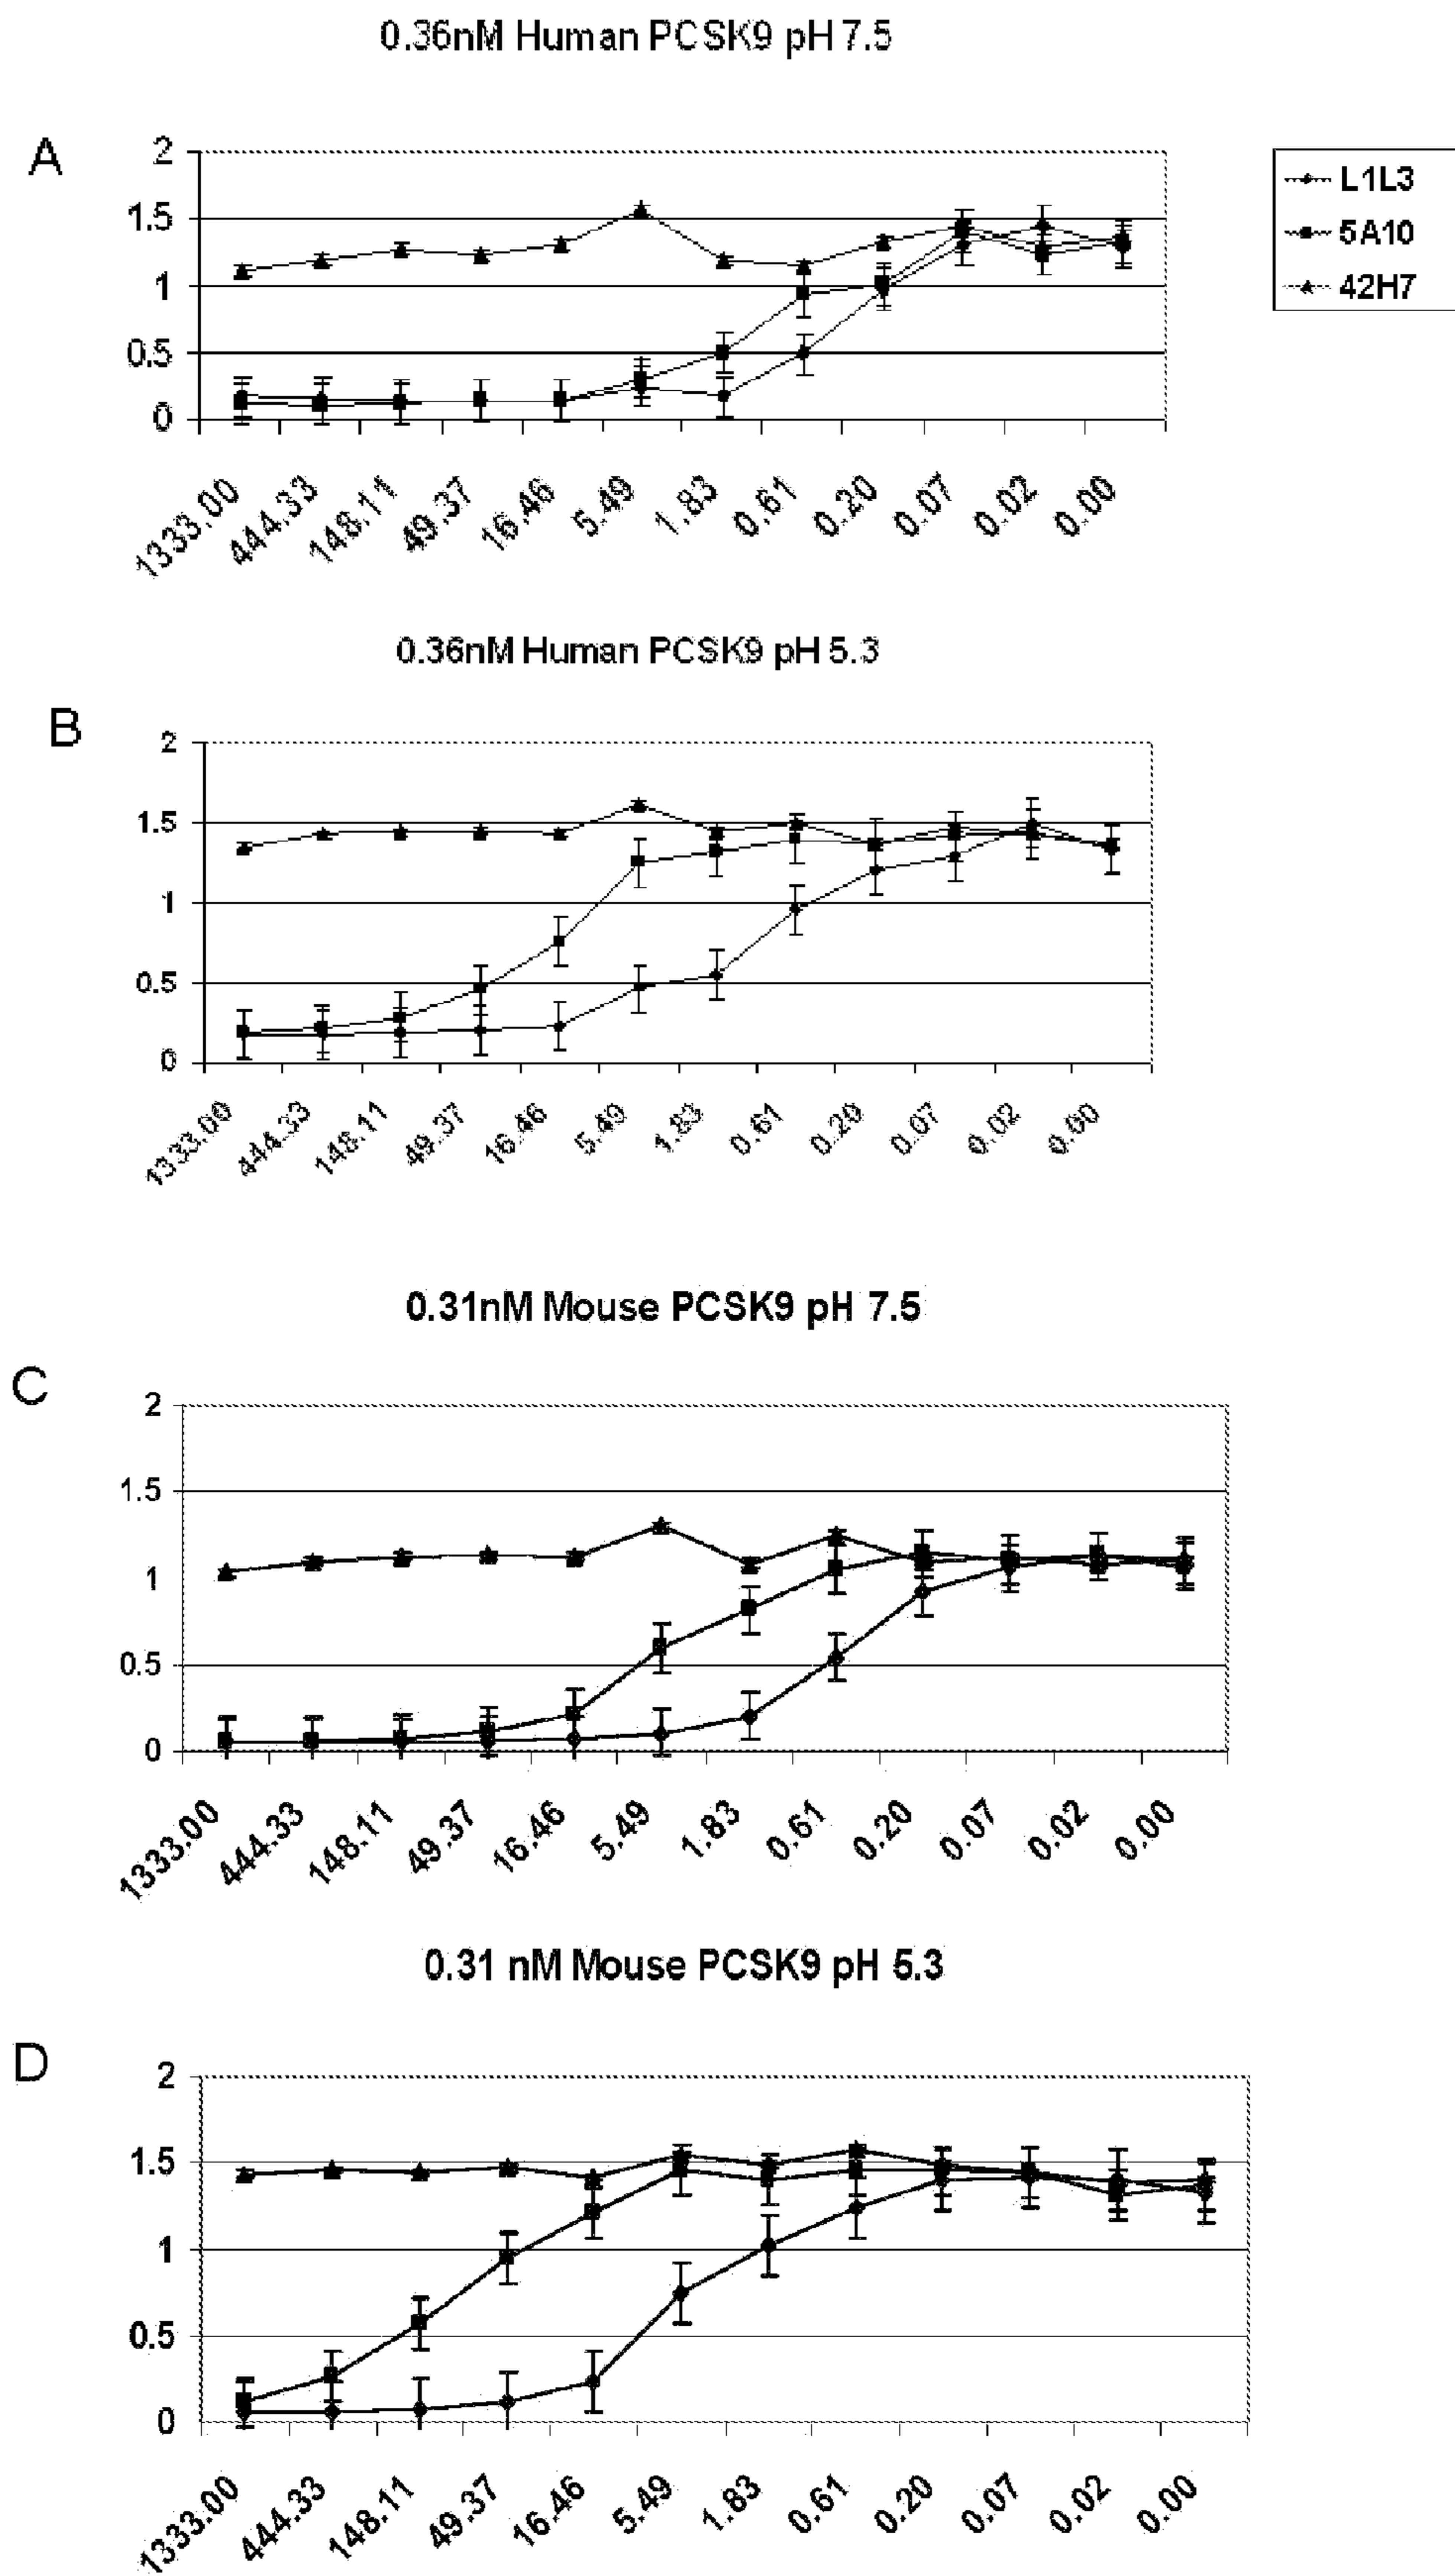 0.36nM Human PCSK9 pH 7.5
A
2
1.5
1
0.5
0
L1L3
5A10
42H7
1333.00 444.33 148.11 49.37 16.46 5.49 1.83 0.61 0.20 0.07 0.02 0.00
0.36nM Human PCSK9 pH 5.3
B
2
1.5
1
0.5
0
1333.00 444.33 148.11 49.37 16.46 5.49 1.83 0.61 0.20 0.07 0.02 0.00
0.31nM Mouse PCSK9 pH 7.5
C
2
1.5
1
0.5
0
1333.00 444.33 148.11 49.37 16.46 5.49 1.83 0.61 0.20 0.07 0.02 0.00
0.31 nM Mouse PCSK9 pH 5.3
D
2
1.5
1
0.5
0
1333.00 444.33 148.11 49.37 16.46 5.49 1.83 0.61 0.20 0.07 0.02 0.00